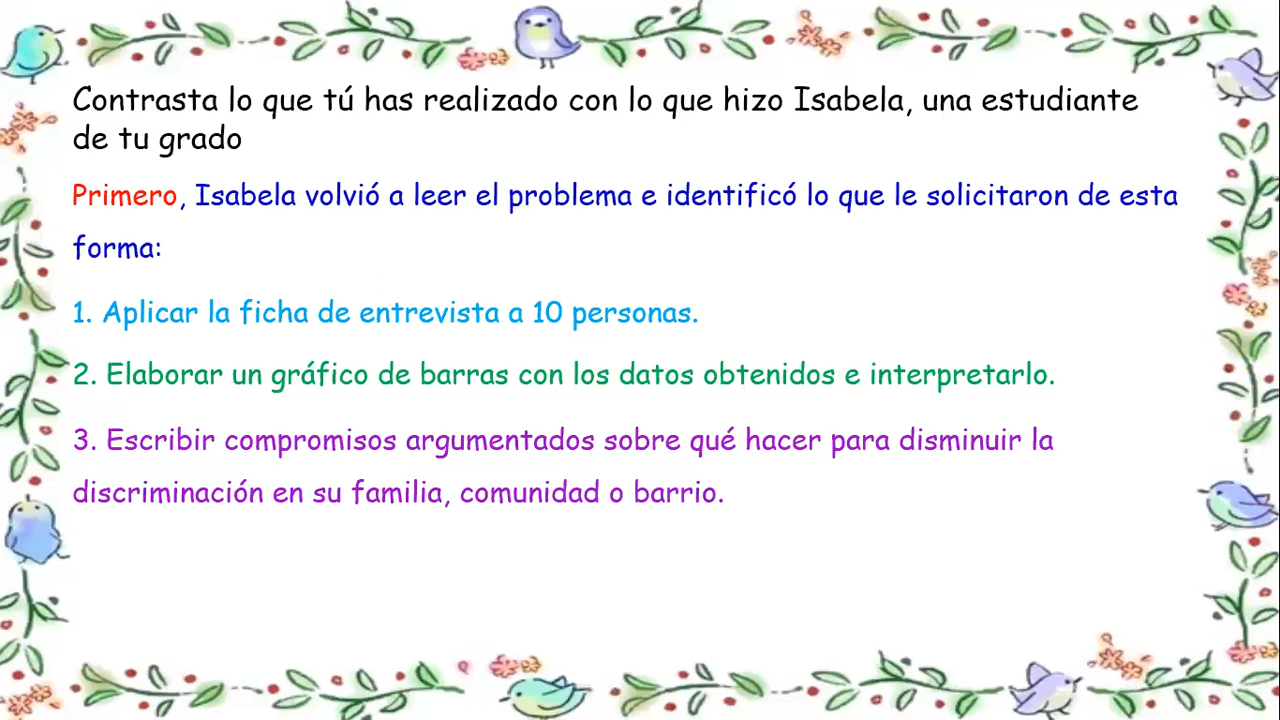 Contrasta lo que tú has realizado con lo que hizo Isabela, una estudiante
de tu grado
Primero, Isabela volvió a leer el problema e identificó lo que le solicitaron de esta
forma:
1. Aplicar la ficha de entrevista a 10 personas.
2. Elaborar un gráfico de barras con los datos obtenidos e interpretarlo.
3. Escribir compromisos argumentados sobre qué hacer para disminuir la
discriminación en su familia, comunidad o barrio.